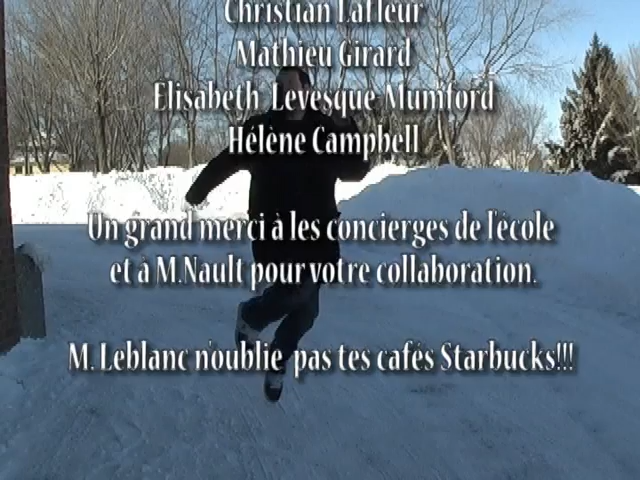 Christian Lafleur
Mathieu Girard
Elisabeth Levesque-Mumford
Hélène Campbell
Un grand merci à les concierges de l'école
et à M.Nault pour votre collaboration.
M. Leblanc n'oublie pas tes cafés Starbucks!!!